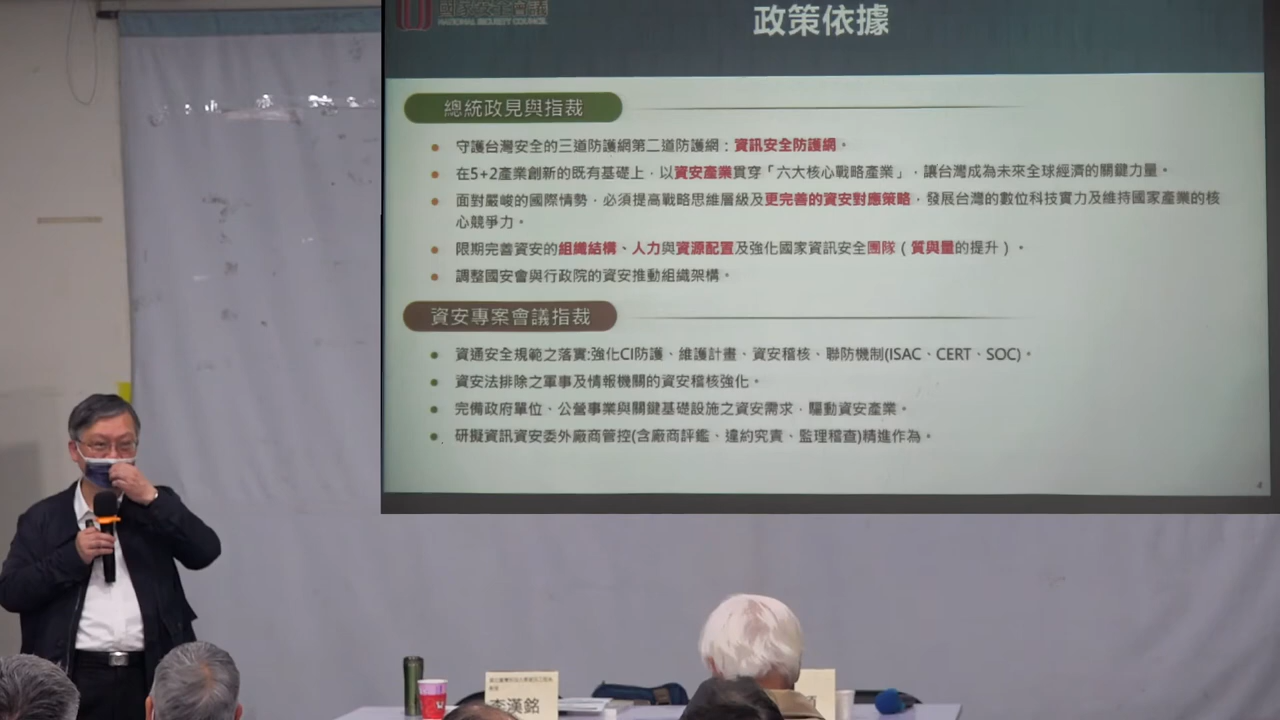 國家安全會議
NATIONAL SECURITY COUNCIL
政策依據
總統政見與指裁
守護台灣安全的三道防護網第二道防護網：資訊安全防護網。
在5+2產業創新的既有基礎上，以資安產業貫穿「六大核心戰略產業」，讓台灣成為未來全球經濟的關鍵力量。
面對嚴峻的國際情勢，必須提高戰略思維層級及更完善的資安對應策略，發展台灣的數位科技實力及維持國家產業的核
心競爭力。
限期完善資安的組織結構、人力與資源配置及強化國家資訊安全團隊（質與量的提升）。
調整國安會與行政院的資安推動組織架構。
資安專案會議指裁
資通安全規範之落實:強化CI防護、維護計畫、資安稽核、聯防機制(ISAC、CERT、SOC)。
資安法排除之軍事及情報機關的資安稽核強化。
完備政府單位、公營事業與關鍵基礎設施之資安需求，驅動資安產業。
研擬資訊資安委外廠商管控(含廠商評鑑、違約究責、監理稽查)精進作為。
4
李漢銘